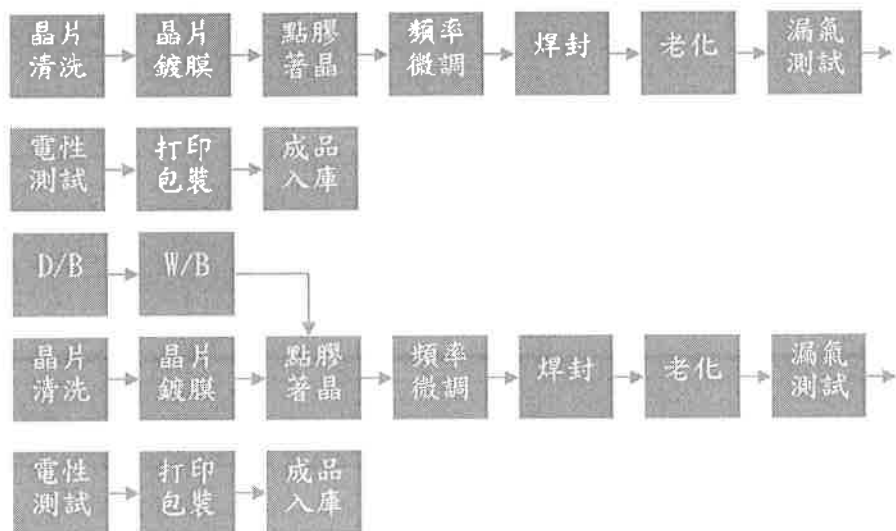 晶片 晶片 點膠 頻率 焊封 老化 漏氣
清洗 鍍膜 著晶 微調 測試
電性 打印 成品
測試 包裝 入庫
D/B W/B
晶片 晶片 點膠 頻率 焊封 老化 漏氣
清洗 鍍膜 著晶 微調 測試
電性 打印 成品
測試 包裝 入庫